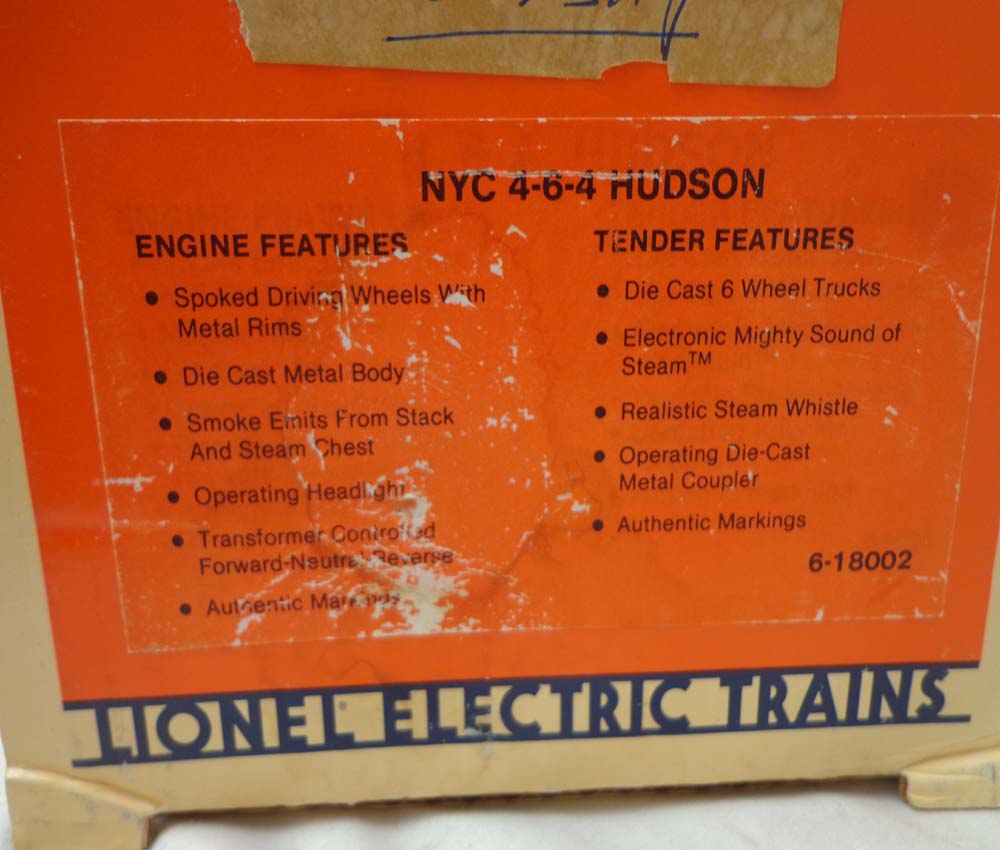 NYC 4-6-4 HUDSON
ENGINE FEATURES
• Spoked Driving Wheels With
Metal Rims
• Die Cast Metal Body
• Smoke Emits From Stack
And Steam Chest
• Operating Headlight
• Transformer Controlled
Forward-Neutral-Reverse
• Authentic Markings
TENDER FEATURES
• Die Cast 6 Wheel Trucks
• Electronic Mighty Sound of
Steam™
• Realistic Steam Whistle
• Operating Die-Cast
Metal Coupler
• Authentic Markings
6-18002
LIONEL ELECTRIC TRAINS